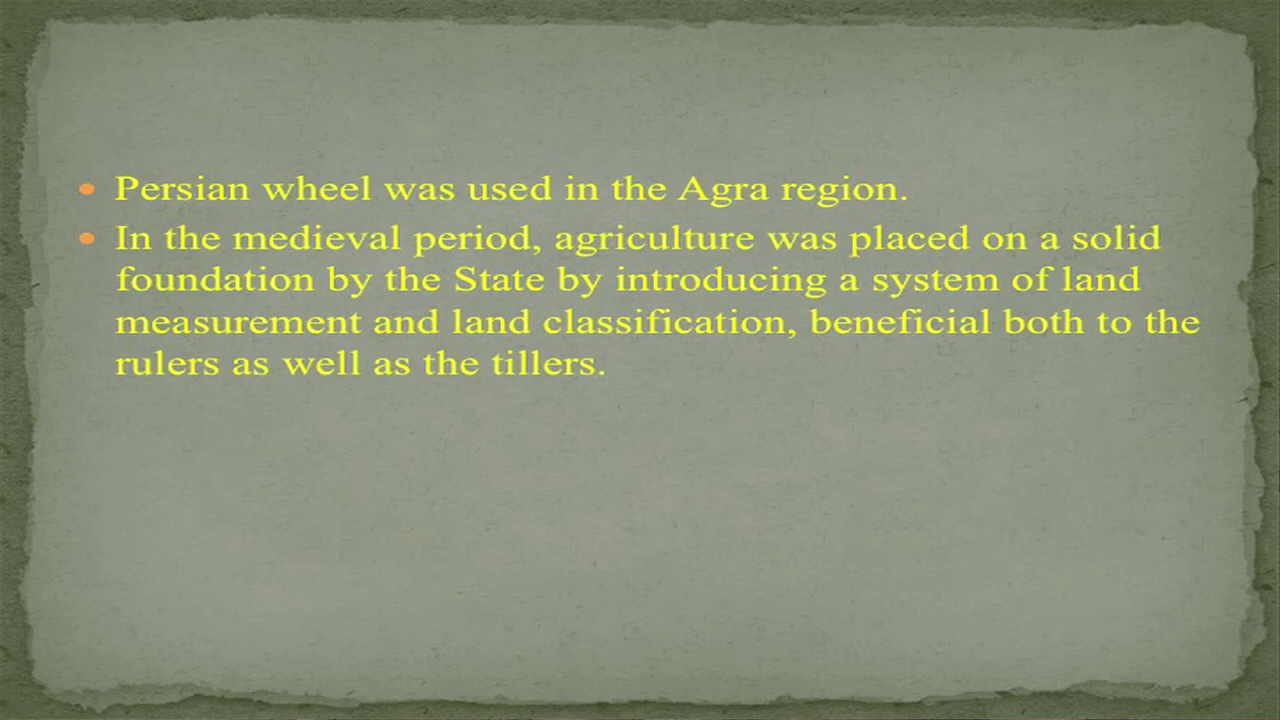 • Persian wheel was used in the Agra region.
• In the medieval period, agriculture was placed on a solid
foundation by the State by introducing a system of land
measurement and land classification, beneficial both to the
rulers as well as the tillers.